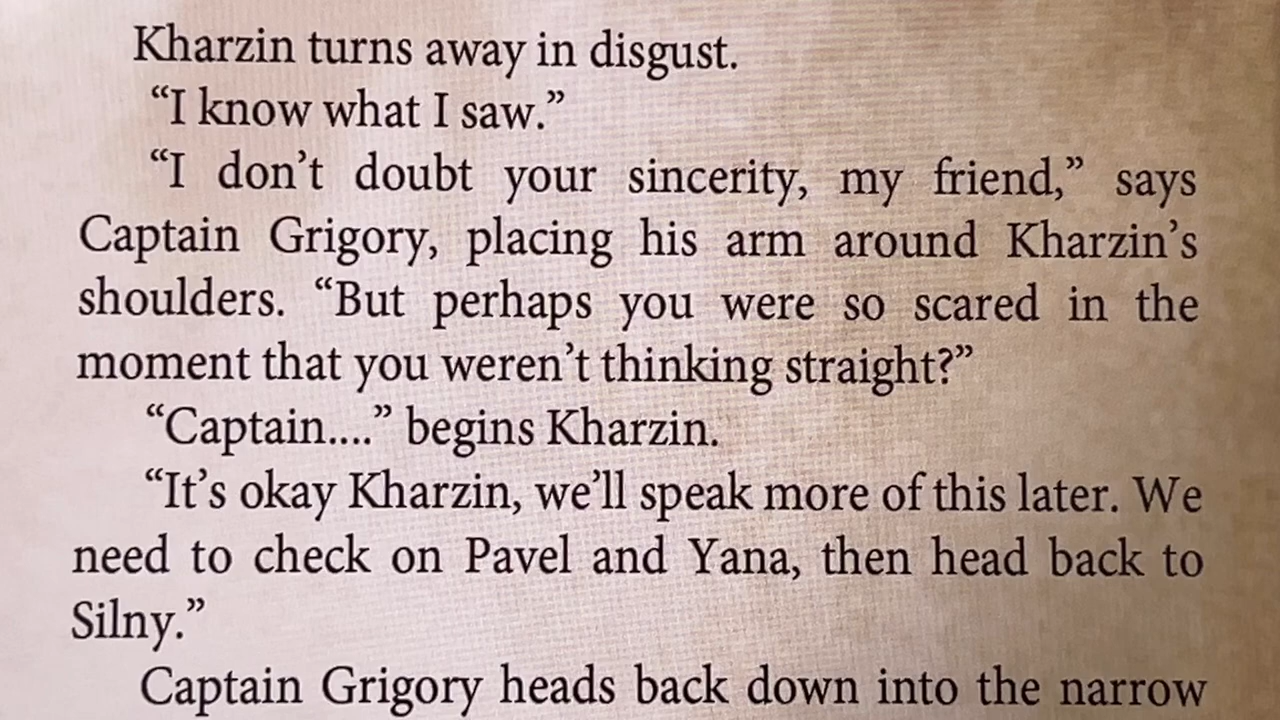 Kharzin turns away in disgust.
“I know what I saw.”
“I don’t doubt your sincerity, my friend,” says
Captain Grigory, placing his arm around Kharzin’s
shoulders. “But perhaps you were so scared in the
moment that you weren’t thinking straight?”
“Captain....” begins Kharzin.
“It’s okay Kharzin, we’ll speak more of this later. We
need to check on Pavel and Yana, then head back to
Silny.”
Captain Grigory heads back down into the narrow